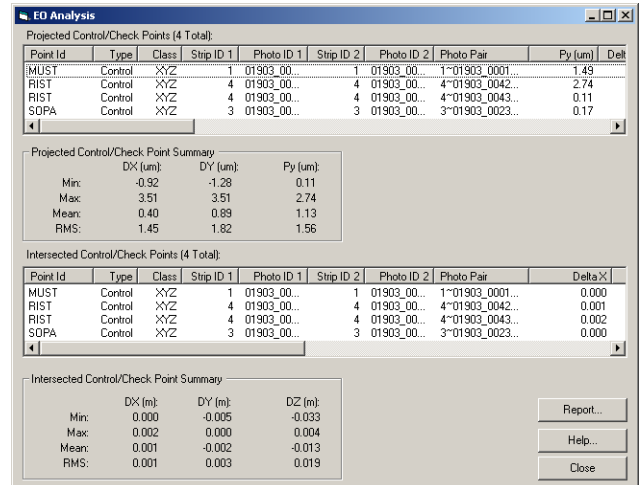 EO Analysis
Projected Control/Check Points (4 Total):
Point Id Type Class Strip ID 1 Photo ID 1 Strip ID 2 Photo ID 2 Photo Pair Py (um) Delt
MUST Control XYZ 1 01903_00... 1 01903_00... 1~01903_0001... 1.49
RIST Control XYZ 4 01903_00... 4 01903_00... 4~01903_0042... 2.74
RIST Control XYZ 4 01903_00... 4 01903_00... 4~01903_0043... 0.11
SOPA Control XYZ 3 01903_00... 3 01903_00... 3~01903_0023... 0.17
Projected Control/Check Point Summary
DX (um): DY (um): Py (um):
Min: -0.92 -1.28 0.11
Max: 3.51 3.51 2.74
Mean: 0.40 0.89 1.13
RMS: 1.45 1.82 1.56
Intersected Control/Check Points (4 Total):
Point Id Type Class Strip ID 1 Photo ID 1 Strip ID 2 Photo ID 2 Photo Pair Delta X
MUST Control XYZ 1 01903_00... 1 01903_00... 1~01903_0001... 0.000
RIST Control XYZ 4 01903_00... 4 01903_00... 4~01903_0042... 0.001
RIST Control XYZ 4 01903_00... 4 01903_00... 4~01903_0043... 0.002
SOPA Control XYZ 3 01903_00... 3 01903_00... 3~01903_0023... 0.000
Intersected Control/Check Point Summary
DX (m): DY (m): DZ (m):
Min: 0.000 -0.005 -0.033
Max: 0.002 0.000 0.004
Mean: 0.001 -0.002 -0.013
RMS: 0.001 0.003 0.019
Report...
Help...
Close